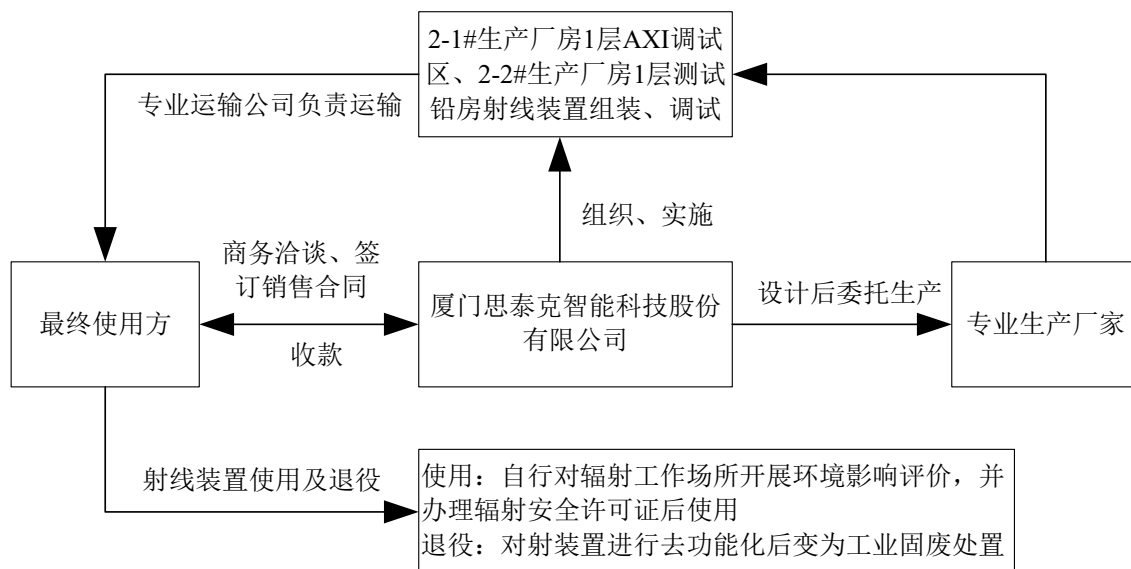 2-1#生产厂房1层AXI调试
区、2-2#生产厂房1层测试
铅房射线装置组装、调试
专业运输公司负责运输
组织、实施
商务洽谈、签
订销售合同
收款
最终使用方
厦门思泰克智能科技股份
有限公司
设计后委托生产
专业生产厂家
射线装置使用及退役
使用：自行对辐射工作场所开展环境影响评价，并
办理辐射安全许可证后使用
退役：对射装置进行去功能化后变为工业固废处置